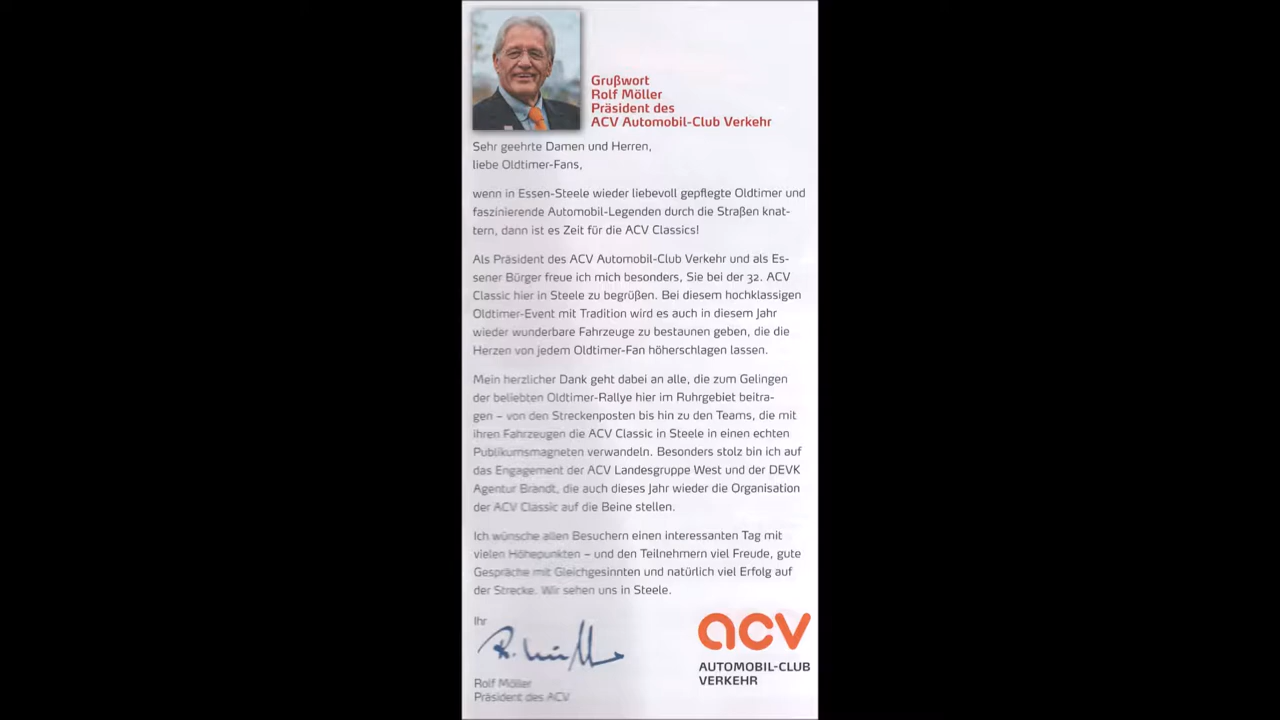 Grußwort
Rolf Möller
Präsident des
ACV Automobil-Club Verkehr
Sehr geehrte Damen und Herren,
liebe Oldtimer-Fans,
wenn in Essen-Steele wieder liebevoll gepflegte Oldtimer und
faszinierende Automobil-Legenden durch die Straßen knat-
tern, dann ist es Zeit für die ACV Classics!
Als Präsident des ACV Automobil-Club Verkehr und als Es-
sener Bürger freue ich mich besonders, Sie bei der 32. ACV
Classic hier in Steele zu begrüßen. Bei diesem hochklassigen
Oldtimer-Event mit Tradition wird es auch in diesem Jahr
wieder wunderbare Fahrzeuge zu bestaunen geben, die die
Herzen von jedem Oldtimer-Fan höherschlagen lassen.
Mein herzlicher Dank geht dabei an alle, die zum Gelingen
der beliebten Oldtimer-Rallye hier im Ruhrgebiet beitra-
gen – von den Streckenposten bis hin zu den Teams, die mit
ihren Fahrzeugen die ACV Classic in Steele in einen echten
Publikumsmagneten verwandeln. Besonders stolz bin ich auf
das Engagement der ACV Landesgruppe West und der DEVK
Agentur Brandt, die auch dieses Jahr wieder die Organisation
der ACV Classic auf die Beine stellen.
Ich wünsche allen Besuchern einen interessanten Tag mit
vielen Höhepunkten – und den Teilnehmern viel Freude, gute
Gespräche mit Gleichgesinnten und natürlich viel Erfolg auf
der Strecke. Wir sehen uns in Steele.
Ihr
Rolf Möller
Präsident des ACV
acv
AUTOMOBIL-CLUB
VERKEHR